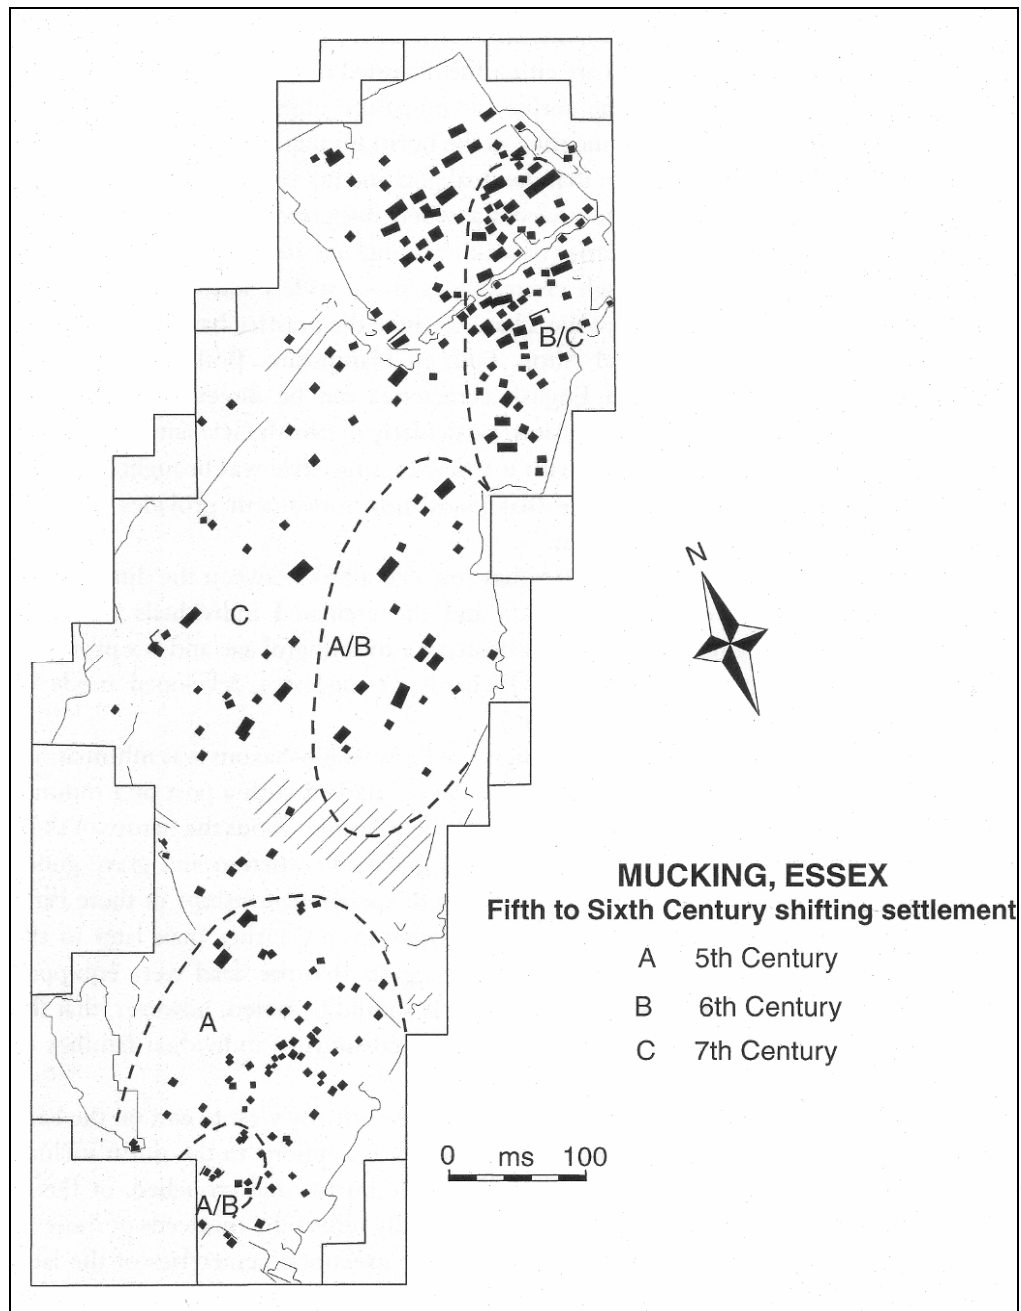 B/C
N
C
A/B
MUCKING, ESSEX
Fifth to Sixth Century shifting settlement
A 5th Century
B 6th Century
C 7th Century
A
0 ms 100
A/B